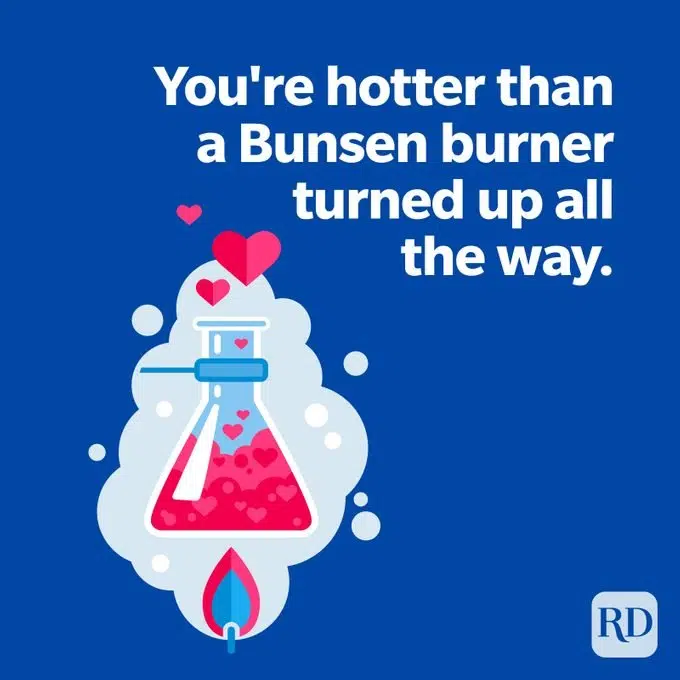 You're hotter than
a Bunsen burner
turned up all
the way.
RD